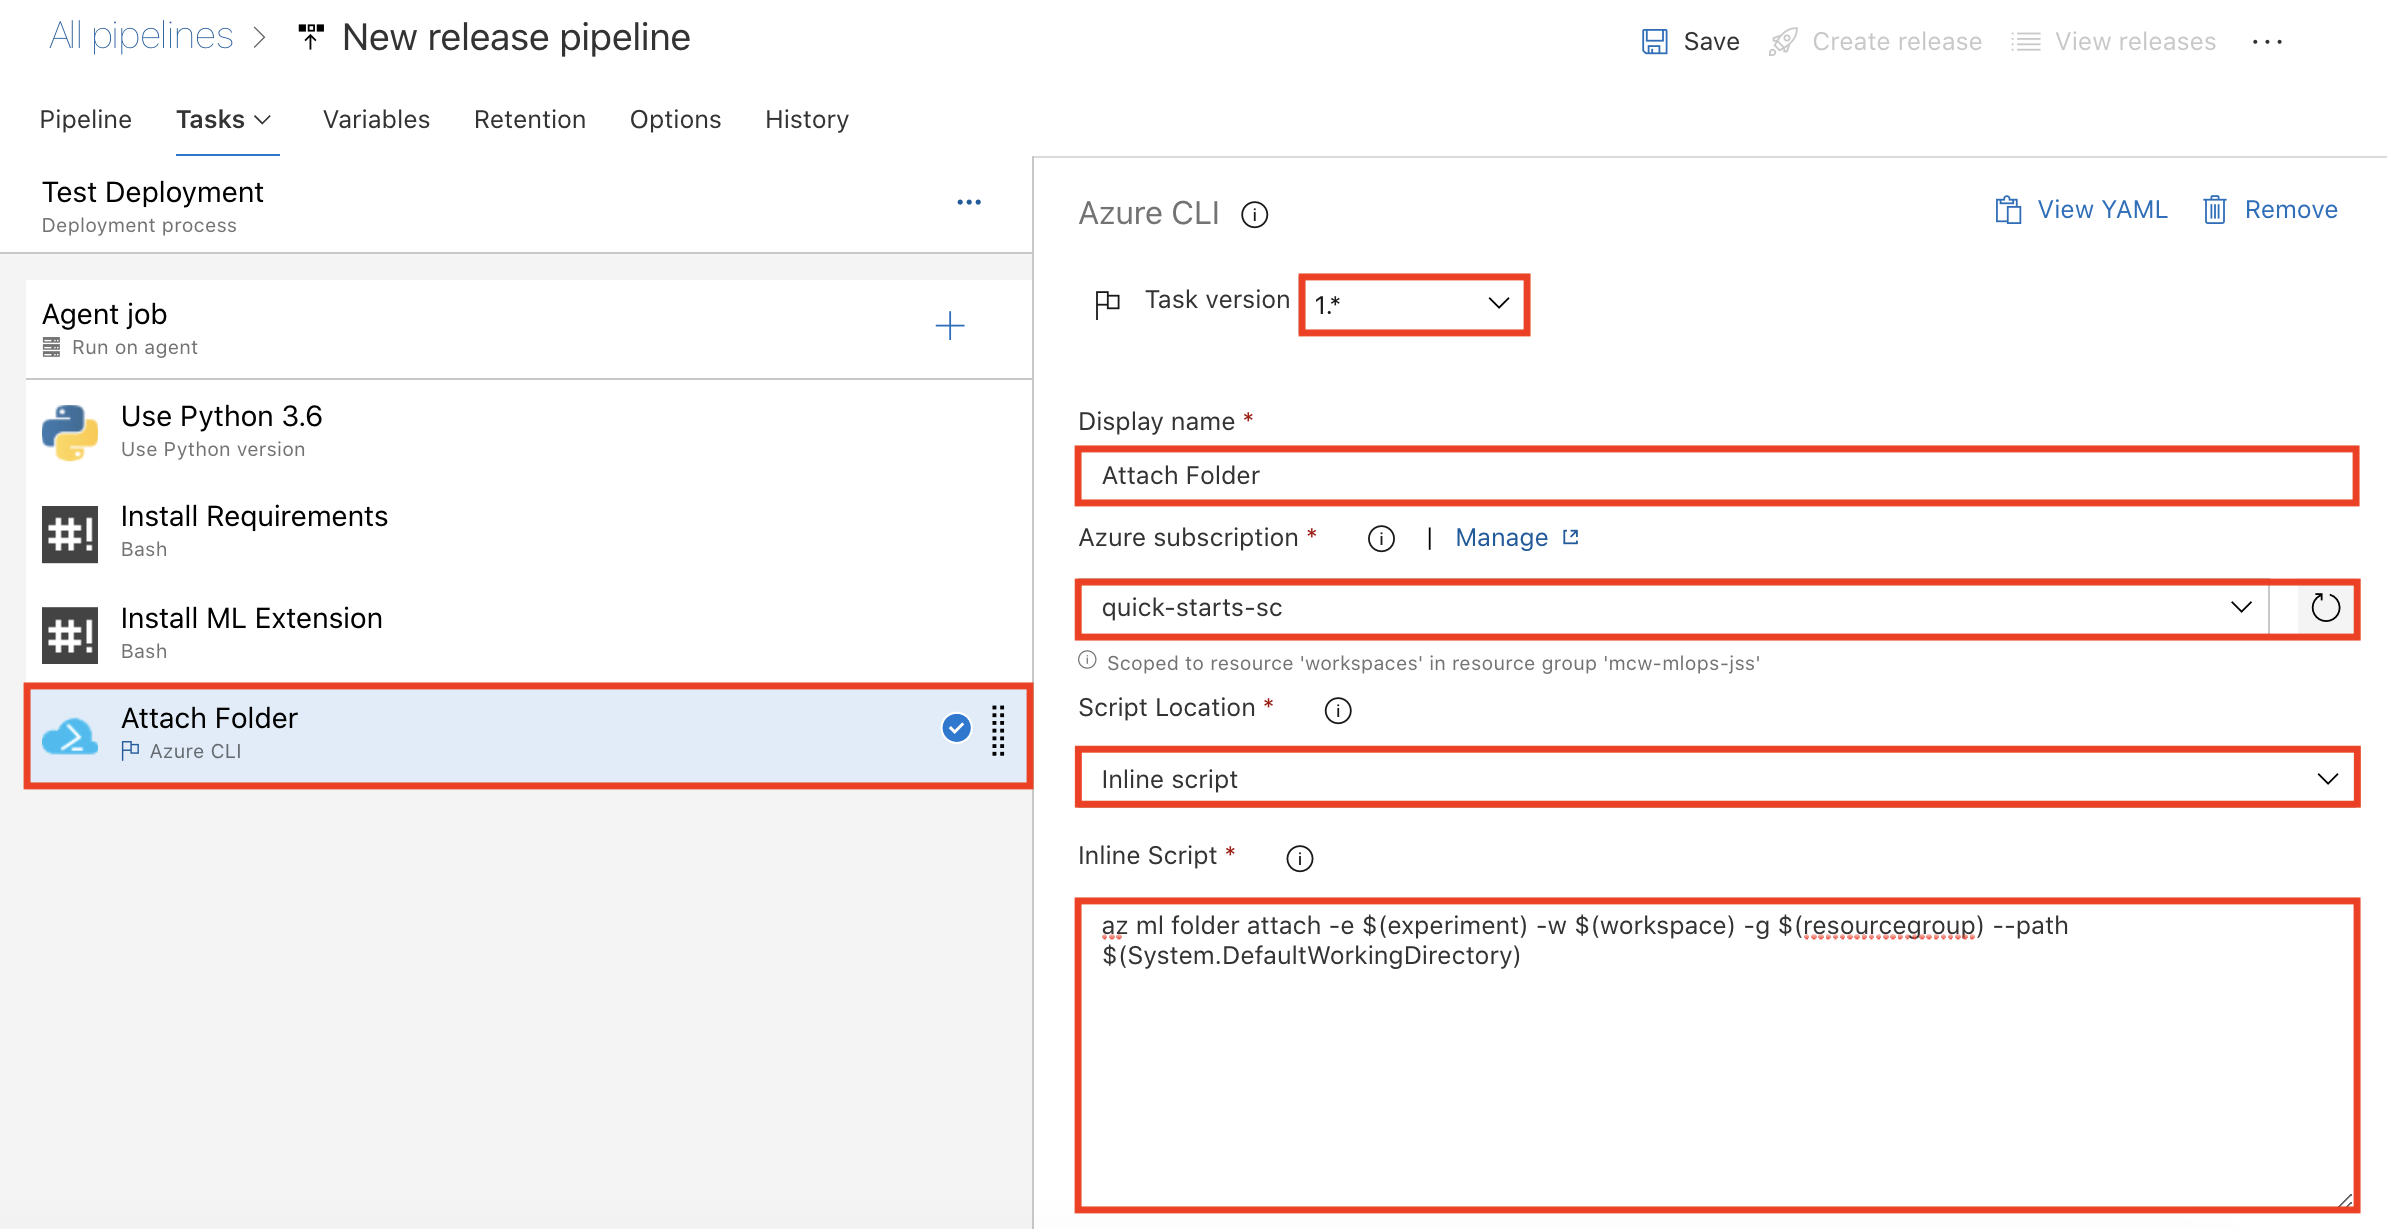 All pipelines > New release pipeline
Save Create release View releases ...
Pipeline Tasks Variables Retention Options History
Test Deployment
Deployment process
Agent job
Run on agent
Use Python 3.6
Use Python version
#!
Install Requirements
Bash
#!
Install ML Extension
Bash
Attach Folder
Azure CLI
Azure CLI
View YAML Remove
Task version 1.*
Display name *
Attach Folder
Azure subscription * | Manage
quick-starts-sc
Scoped to resource 'workspaces' in resource group 'mcw-mlops-jss'
Script Location *
Inline script
Inline Script *
az ml folder attach -e $(experiment) -w $(workspace) -g $(resourcegroup) --path
$(System.DefaultWorkingDirectory)